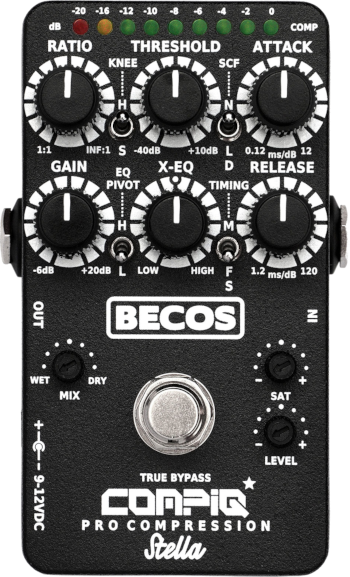 -20 -16 -12 -10 -8 -6 -4 -2 0
dB COMP
RATIO THRESHOLD ATTACK
KNEE SCF
H N
S L
1:1 INF:1 -40dB +10dB D 0.12 ms/dB 12
GAIN EQ PIVOT X-EQ TIMING RELEASE
H M
L F
S
-6dB +20dB LOW HIGH 1.2 ms/dB 120
BECOS
OUT IN
WET DRY
MIX
- +
SAT
- +
LEVEL
+ - 9-12VDC
TRUE BYPASS
COMPIQ
PRO COMPRESSION
Stella